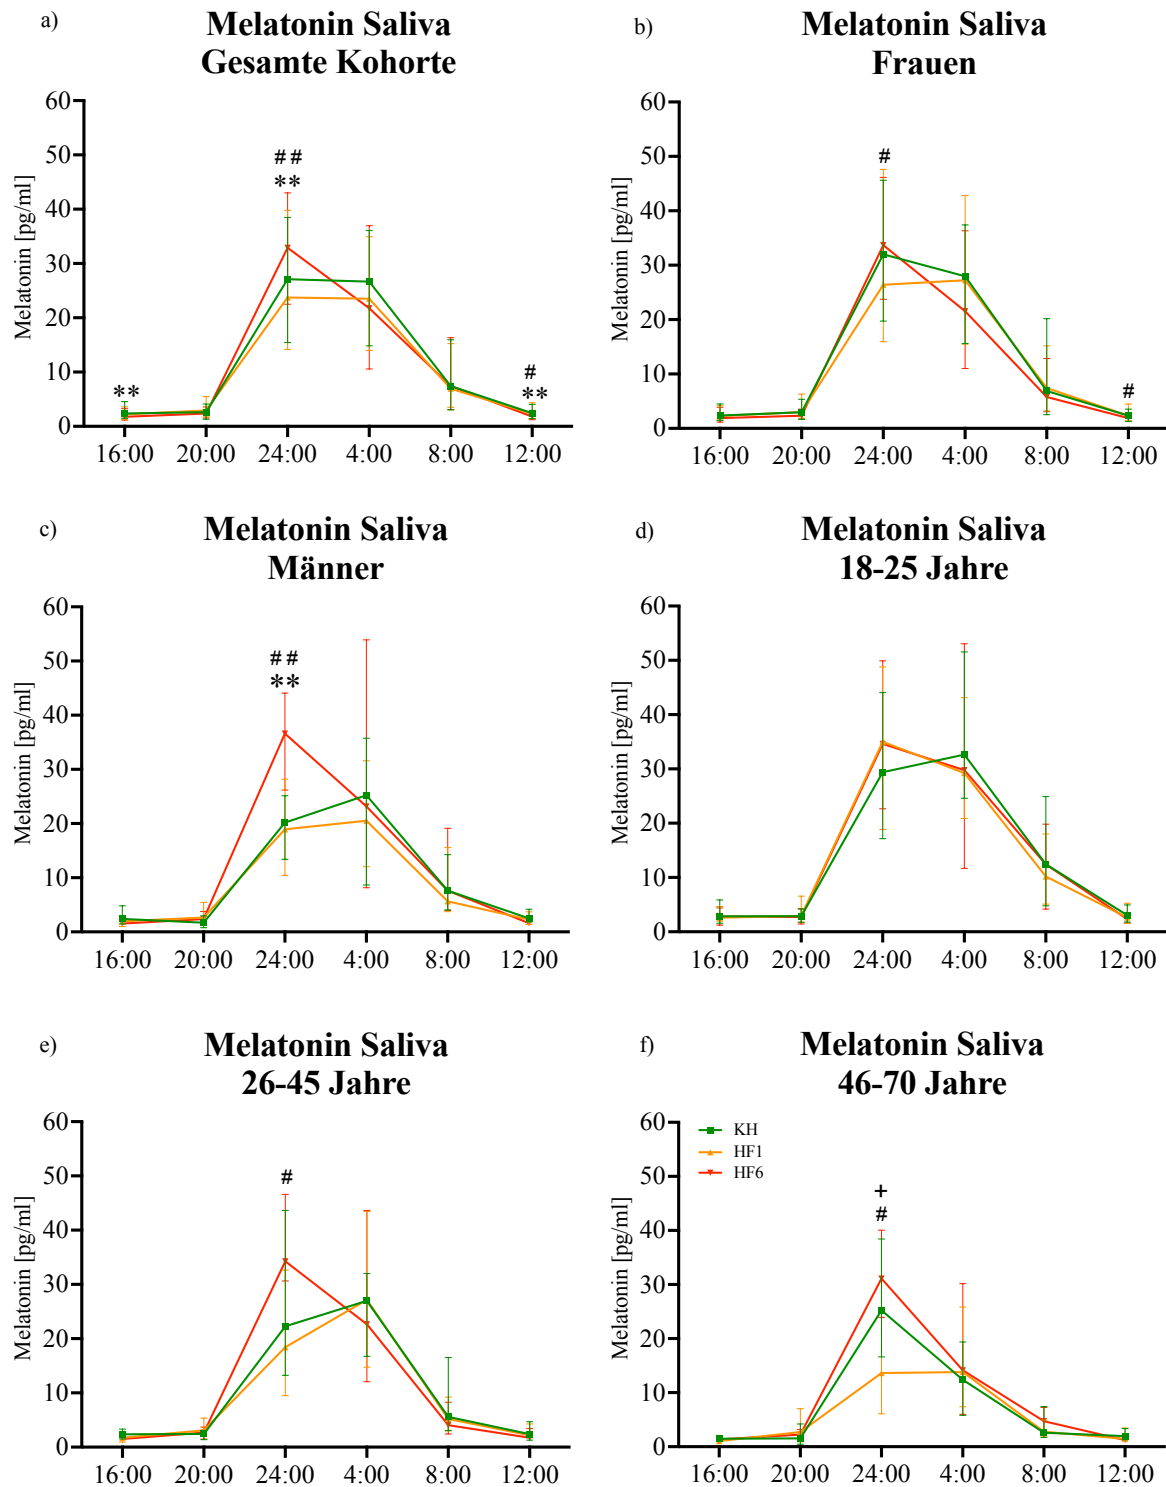 a)
Melatonin Saliva
Gesamte Kohorte
Melatonin [pg/ml]
60
50
40
30
20
10
0
##
**
**
#
**
16:00 20:00 24:00 4:00 8:00 12:00
b)
Melatonin Saliva
Frauen
Melatonin [pg/ml]
60
50
40
30
20
10
0
#
#
16:00 20:00 24:00 4:00 8:00 12:00
c)
Melatonin Saliva
Männer
Melatonin [pg/ml]
60
50
40
30
20
10
0
##
**
16:00 20:00 24:00 4:00 8:00 12:00
d)
Melatonin Saliva
18-25 Jahre
Melatonin [pg/ml]
60
50
40
30
20
10
0
16:00 20:00 24:00 4:00 8:00 12:00
e)
Melatonin Saliva
26-45 Jahre
Melatonin [pg/ml]
60
50
40
30
20
10
0
#
16:00 20:00 24:00 4:00 8:00 12:00
f)
Melatonin Saliva
46-70 Jahre
Melatonin [pg/ml]
60
50
40
30
20
10
0
KH
HF1
HF6
+
#
16:00 20:00 24:00 4:00 8:00 12:00